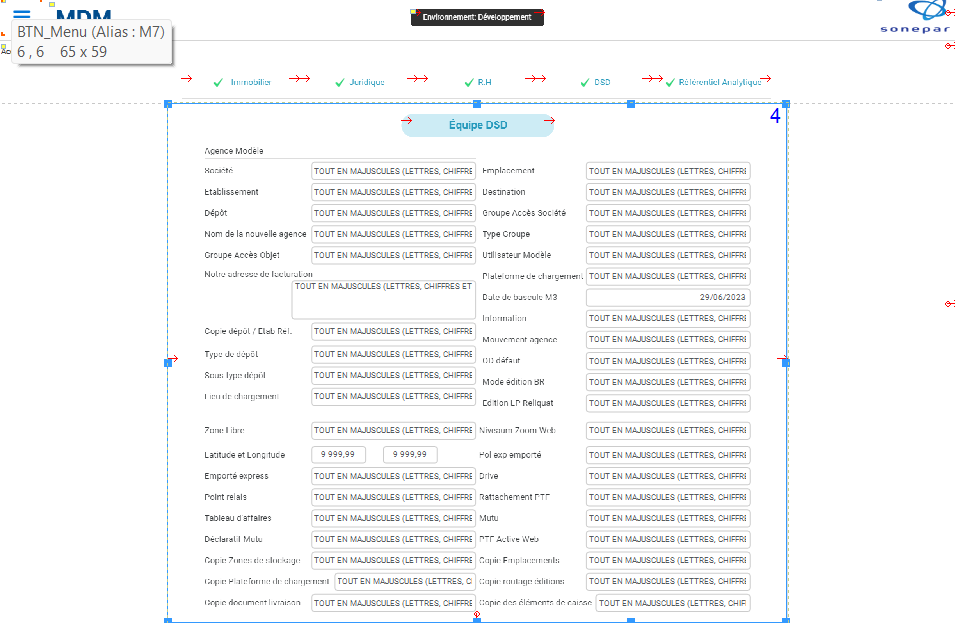 MDM
Environnement: Développement
sonepar
BTN_Menu (Alias : M7)
6 , 6 65 x 59
Immobilier
Juridique
R.H
DSD
Référentiel Analytique
4
Équipe DSD
Agence Modèle
Société TOUT EN MAJUSCULES (LETTRES, CHIFFRE Emplacement TOUT EN MAJUSCULES (LETTRES, CHIFFRE
Etablissement TOUT EN MAJUSCULES (LETTRES, CHIFFRE Destination TOUT EN MAJUSCULES (LETTRES, CHIFFRE
Dépôt TOUT EN MAJUSCULES (LETTRES, CHIFFRE Groupe Accès Société TOUT EN MAJUSCULES (LETTRES, CHIFFRE
Nom de la nouvelle agence TOUT EN MAJUSCULES (LETTRES, CHIFFRE Type Groupe TOUT EN MAJUSCULES (LETTRES, CHIFFRE
Groupe Accès Objet TOUT EN MAJUSCULES (LETTRES, CHIFFRE Utilisateur Modèle TOUT EN MAJUSCULES (LETTRES, CHIFFRE
Notre adresse de facturation Plateforme de chargement TOUT EN MAJUSCULES (LETTRES, CHIFFRE
TOUT EN MAJUSCULES (LETTRES, CHIFFRES ET
Date de bascule M3 29/06/2023
Information TOUT EN MAJUSCULES (LETTRES, CHIFFRE
Copie dépôt / Etab Ref. TOUT EN MAJUSCULES (LETTRES, CHIFFRE Mouvement agence TOUT EN MAJUSCULES (LETTRES, CHIFFRE
Type de dépôt TOUT EN MAJUSCULES (LETTRES, CHIFFRE CD défaut TOUT EN MAJUSCULES (LETTRES, CHIFFRE
Sous type dépôt TOUT EN MAJUSCULES (LETTRES, CHIFFRE Mode édition BR TOUT EN MAJUSCULES (LETTRES, CHIFFRE
Lieu de chargement TOUT EN MAJUSCULES (LETTRES, CHIFFRE Edition LP Reliquat TOUT EN MAJUSCULES (LETTRES, CHIFFRE
Zone Libre TOUT EN MAJUSCULES (LETTRES, CHIFFRE Niveaum Zoom Web TOUT EN MAJUSCULES (LETTRES, CHIFFRE
Latitude et Longitude 9 999,99 9 999,99 Pol exp emporté TOUT EN MAJUSCULES (LETTRES, CHIFFRE
Emporté express TOUT EN MAJUSCULES (LETTRES, CHIFFRE Drive TOUT EN MAJUSCULES (LETTRES, CHIFFRE
Point relais TOUT EN MAJUSCULES (LETTRES, CHIFFRE Rattachement PTF TOUT EN MAJUSCULES (LETTRES, CHIFFRE
Tableau d'affaires TOUT EN MAJUSCULES (LETTRES, CHIFFRE Mutu TOUT EN MAJUSCULES (LETTRES, CHIFFRE
Déclaratif Mutu TOUT EN MAJUSCULES (LETTRES, CHIFFRE PTF Active Web TOUT EN MAJUSCULES (LETTRES, CHIFFRE
Copie Zones de stockage TOUT EN MAJUSCULES (LETTRES, CHIFFRE Copie Emplacements TOUT EN MAJUSCULES (LETTRES, CHIFFRE
Copie Plateforme de chargement TOUT EN MAJUSCULES (LETTRES, C Copie routage éditions TOUT EN MAJUSCULES (LETTRES, CHIFFRE
Copie document livraison TOUT EN MAJUSCULES (LETTRES, CHIFFRE Copie des éléments de caisse TOUT EN MAJUSCULES (LETTRES, CHIF